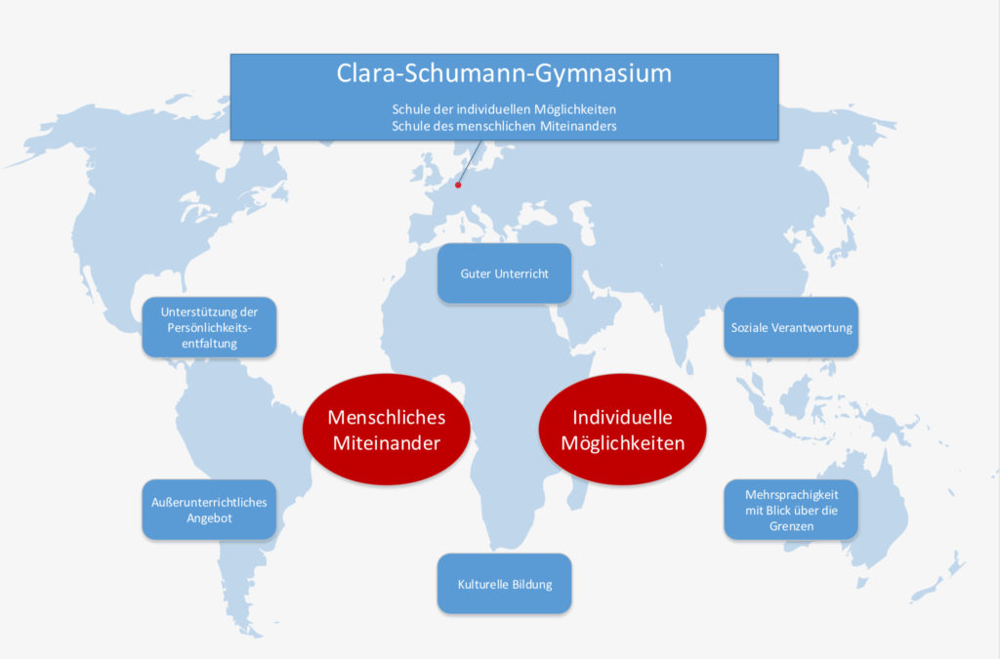 Clara-Schumann-Gymnasium
Schule der individuellen Möglichkeiten
Schule des menschlichen Miteinanders
Guter Unterricht
Unterstützung der
Persönlichkeits-
entfaltung
Soziale Verantwortung
Menschliches
Miteinander
Individuelle
Möglichkeiten
Außerunterrichtliches
Angebot
Mehrsprachigkeit
mit Blick über die
Grenzen
Kulturelle Bildung